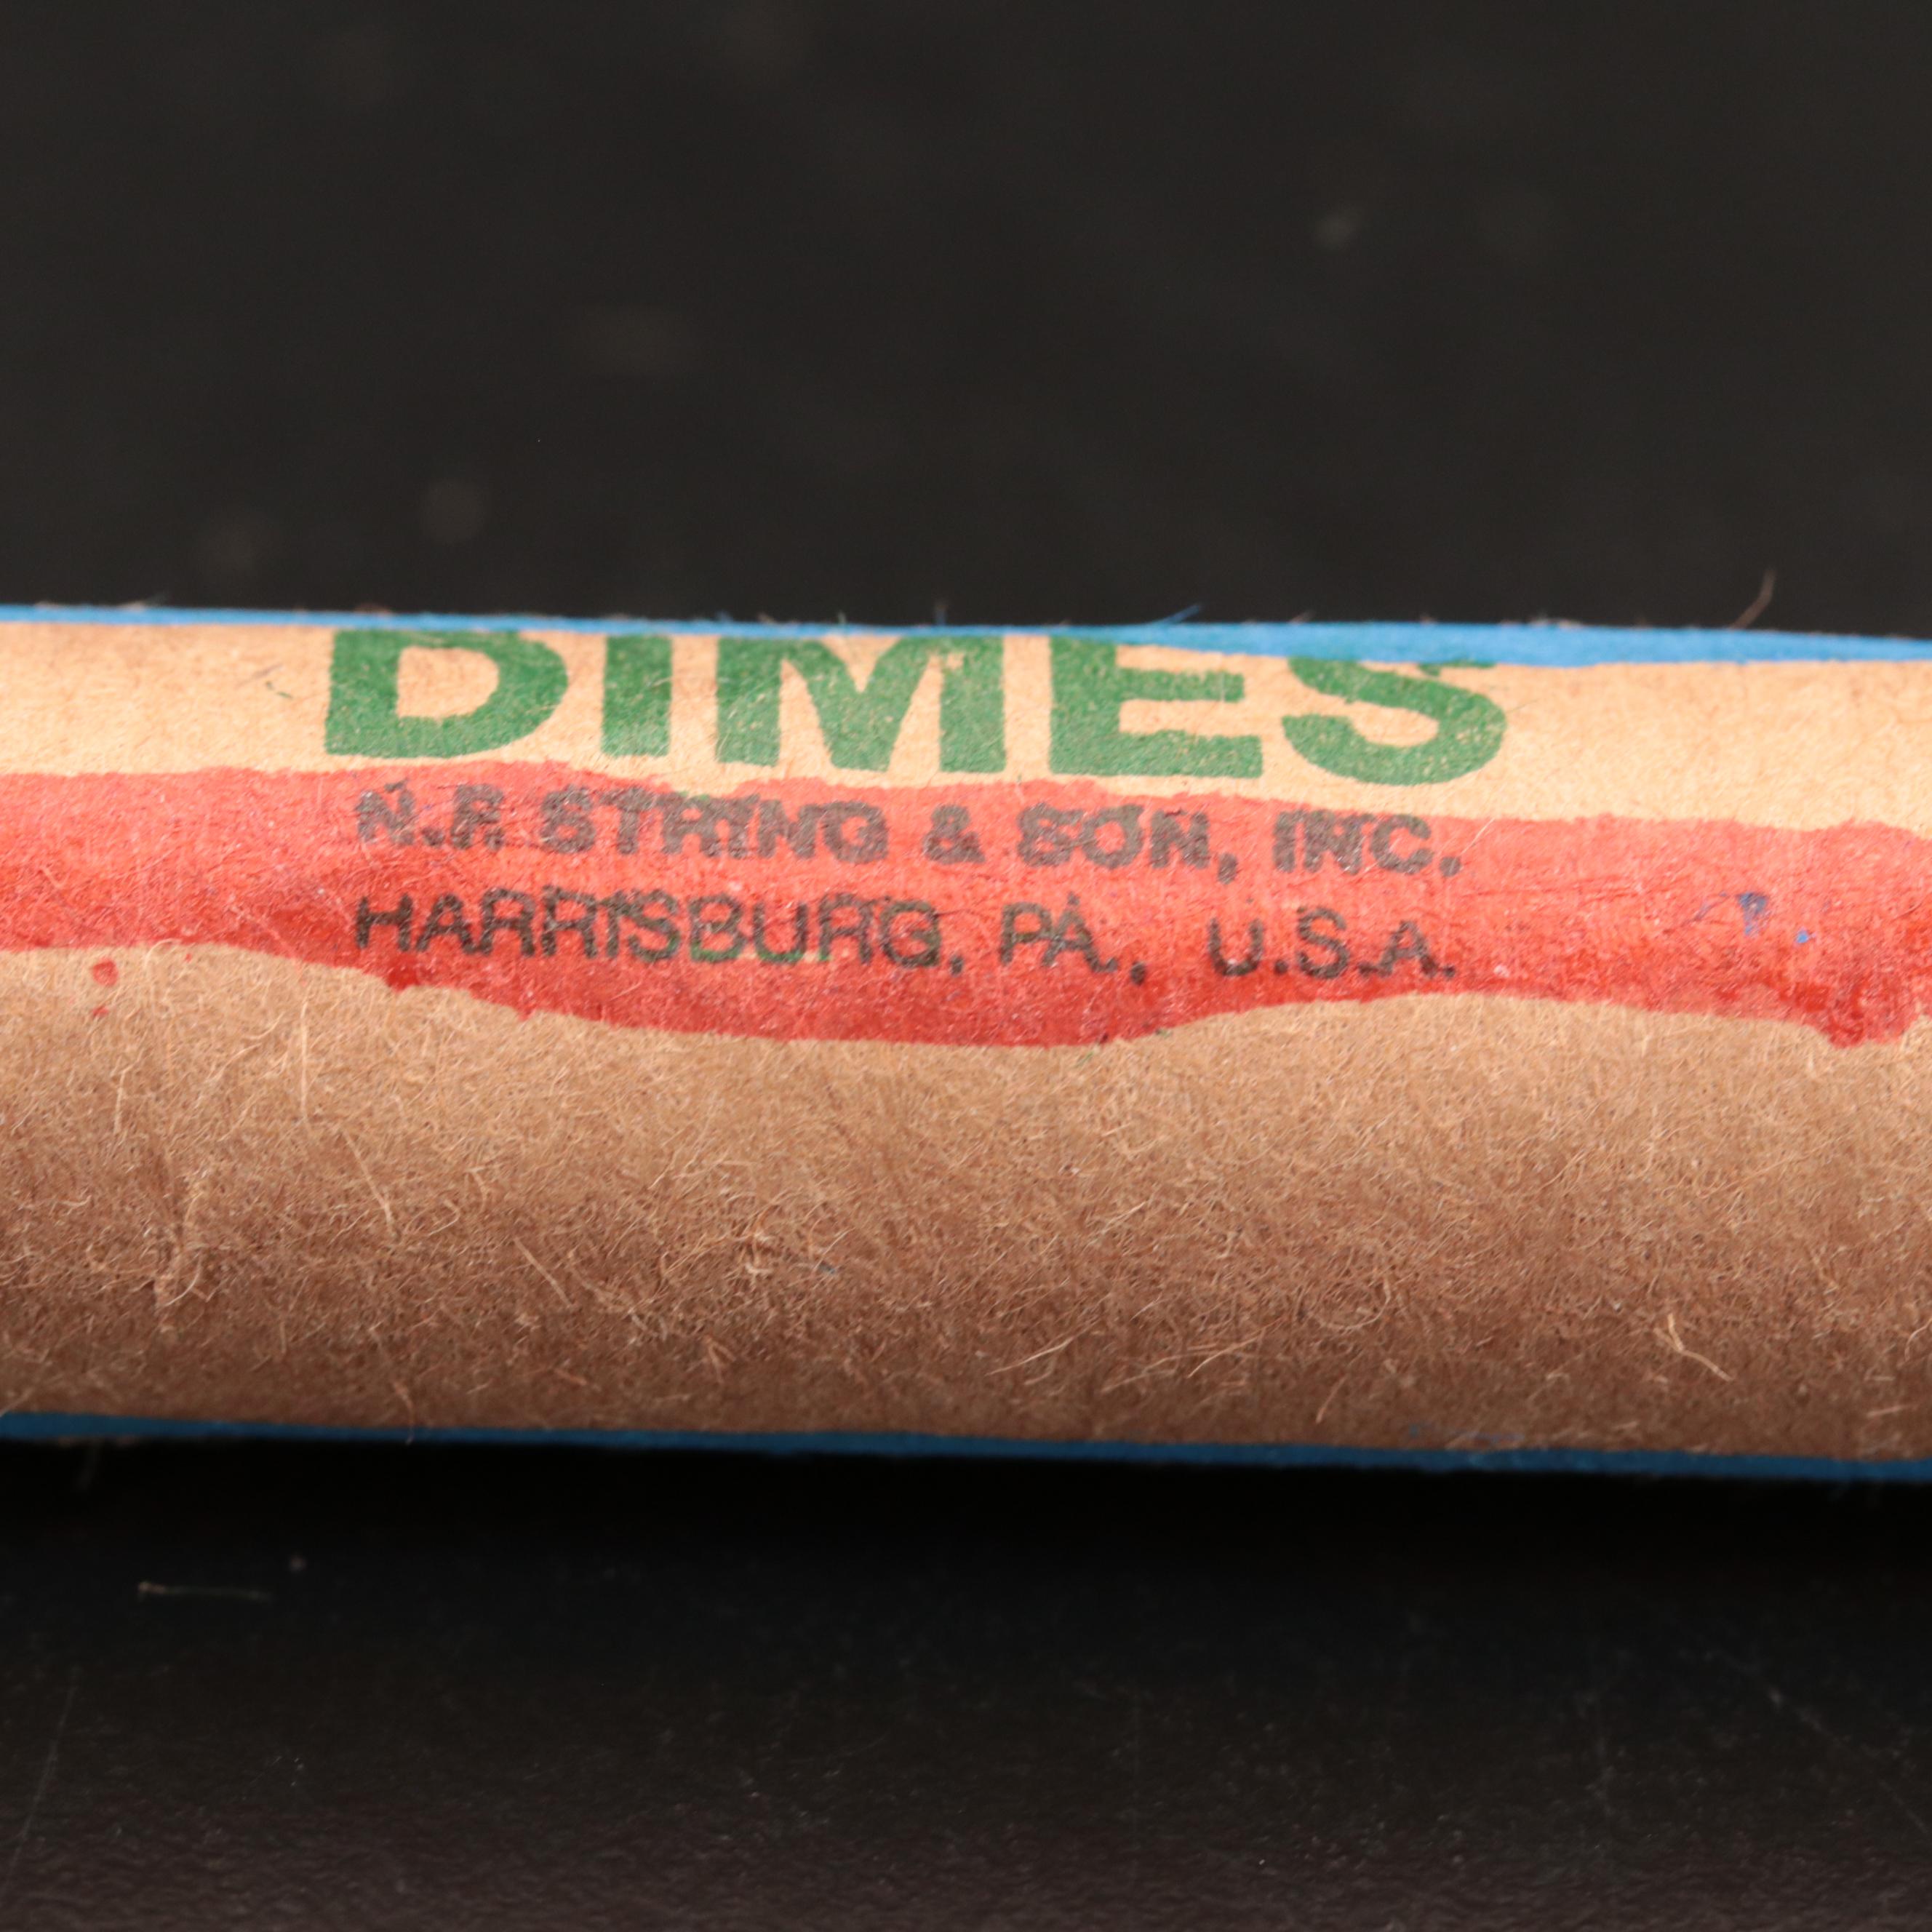 DIMES
N.F. STRING & SON, INC.
HARRISBURG, PA., U.S.A.